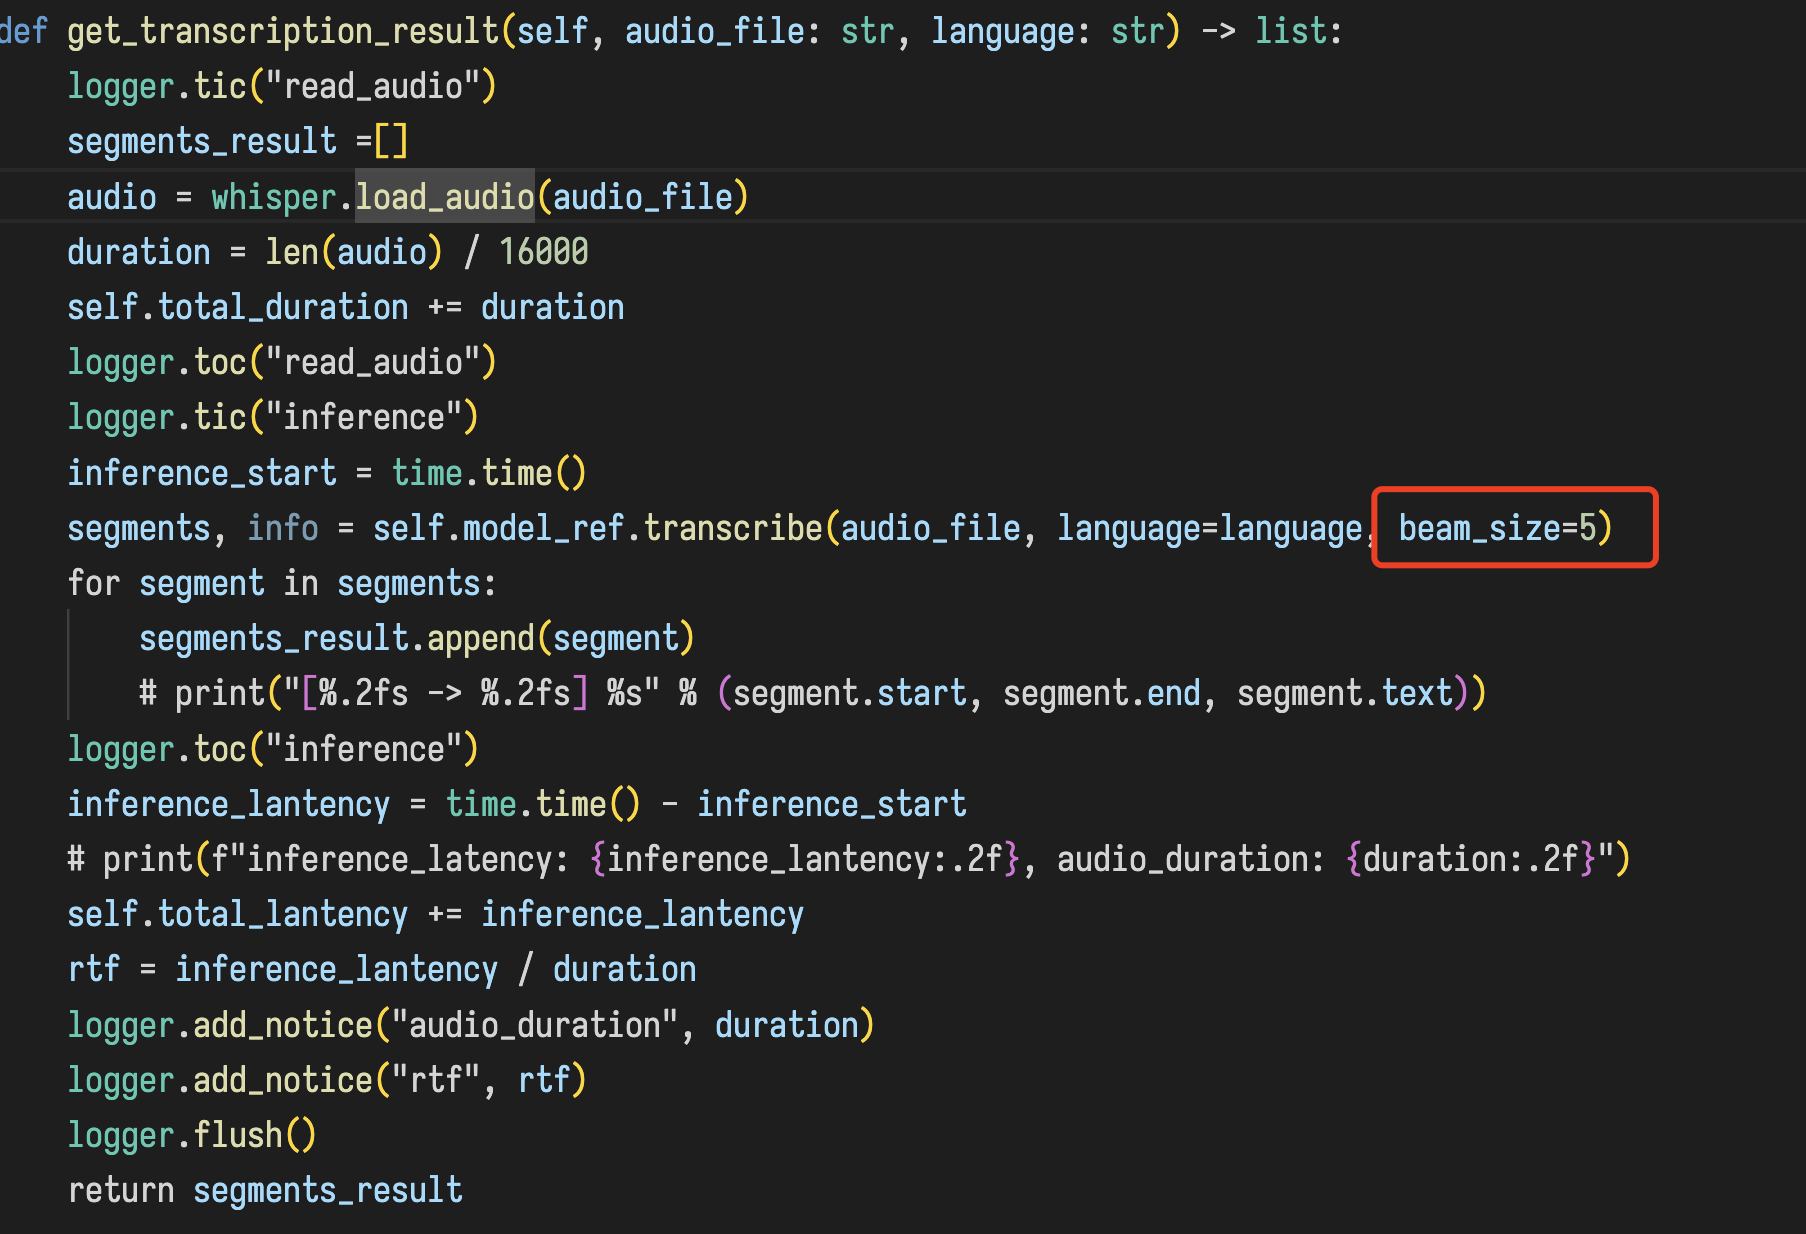 def get_transcription_result(self, audio_file: str, language: str) -> list:
logger.tic("read_audio")
segments_result =[]
audio = whisper.load_audio(audio_file)
duration = len(audio) / 16000
self.total_duration += duration
logger.toc("read_audio")
logger.tic("inference")
inference_start = time.time()
segments, info = self.model_ref.transcribe(audio_file, language=language, beam_size=5)
for segment in segments:
segments_result.append(segment)
# print("[%.2fs -> %.2fs] %s" % (segment.start, segment.end, segment.text))
logger.toc("inference")
inference_lantency = time.time() - inference_start
# print(f"inference_latency: {inference_lantency:.2f}, audio_duration: {duration:.2f}")
self.total_lantency += inference_lantency
rtf = inference_lantency / duration
logger.add_notice("audio_duration", duration)
logger.add_notice("rtf", rtf)
logger.flush()
return segments_result